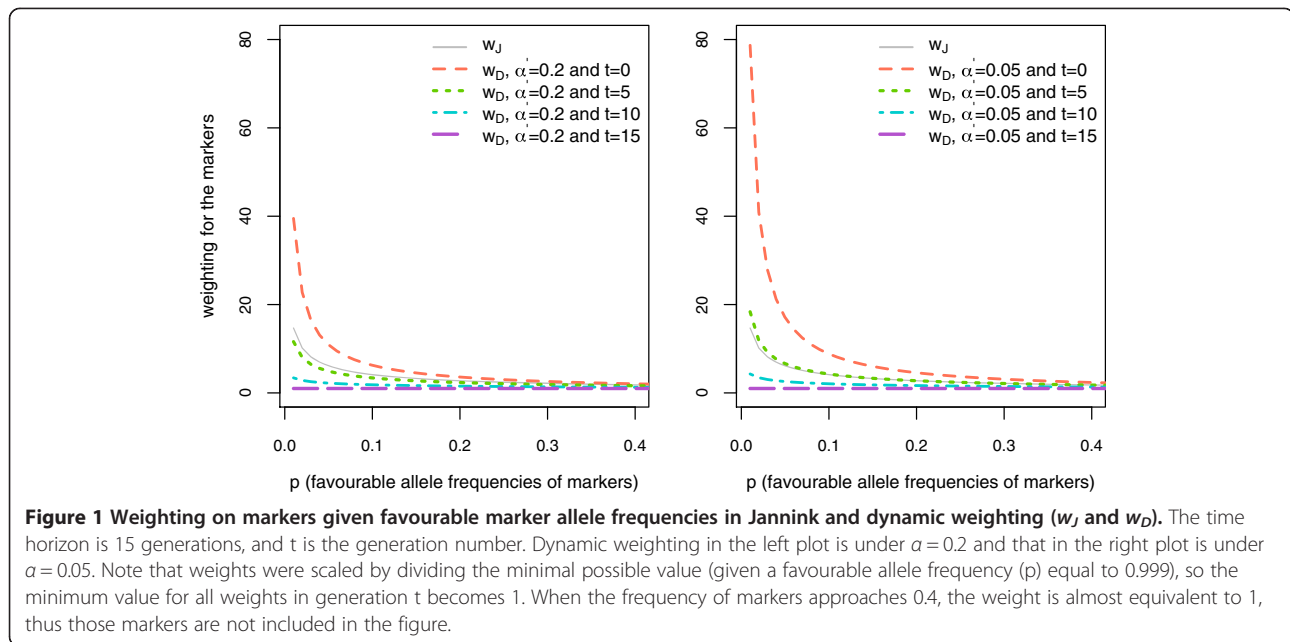 80
60
40
20
0
weighting for the markers
wJ
wD, α'=0.2 and t=0
wD, α'=0.2 and t=5
wD, α'=0.2 and t=10
wD, α'=0.2 and t=15
0.0 0.1 0.2 0.3 0.4
p (favourable allele frequencies of markers)
80
60
40
20
0
wJ
wD, α'=0.05 and t=0
wD, α'=0.05 and t=5
wD, α'=0.05 and t=10
wD, α'=0.05 and t=15
0.0 0.1 0.2 0.3 0.4
p (favourable allele frequencies of markers)
Figure 1 Weighting on markers given favourable marker allele frequencies in Jannink and dynamic weighting (wJ and wD). The time
horizon is 15 generations, and t is the generation number. Dynamic weighting in the left plot is under α = 0.2 and that in the right plot is under
α = 0.05. Note that weights were scaled by dividing the minimal possible value (given a favourable allele frequency (p) equal to 0.999), so the
minimum value for all weights in generation t becomes 1. When the frequency of markers approaches 0.4, the weight is almost equivalent to 1,
thus those markers are not included in the figure.